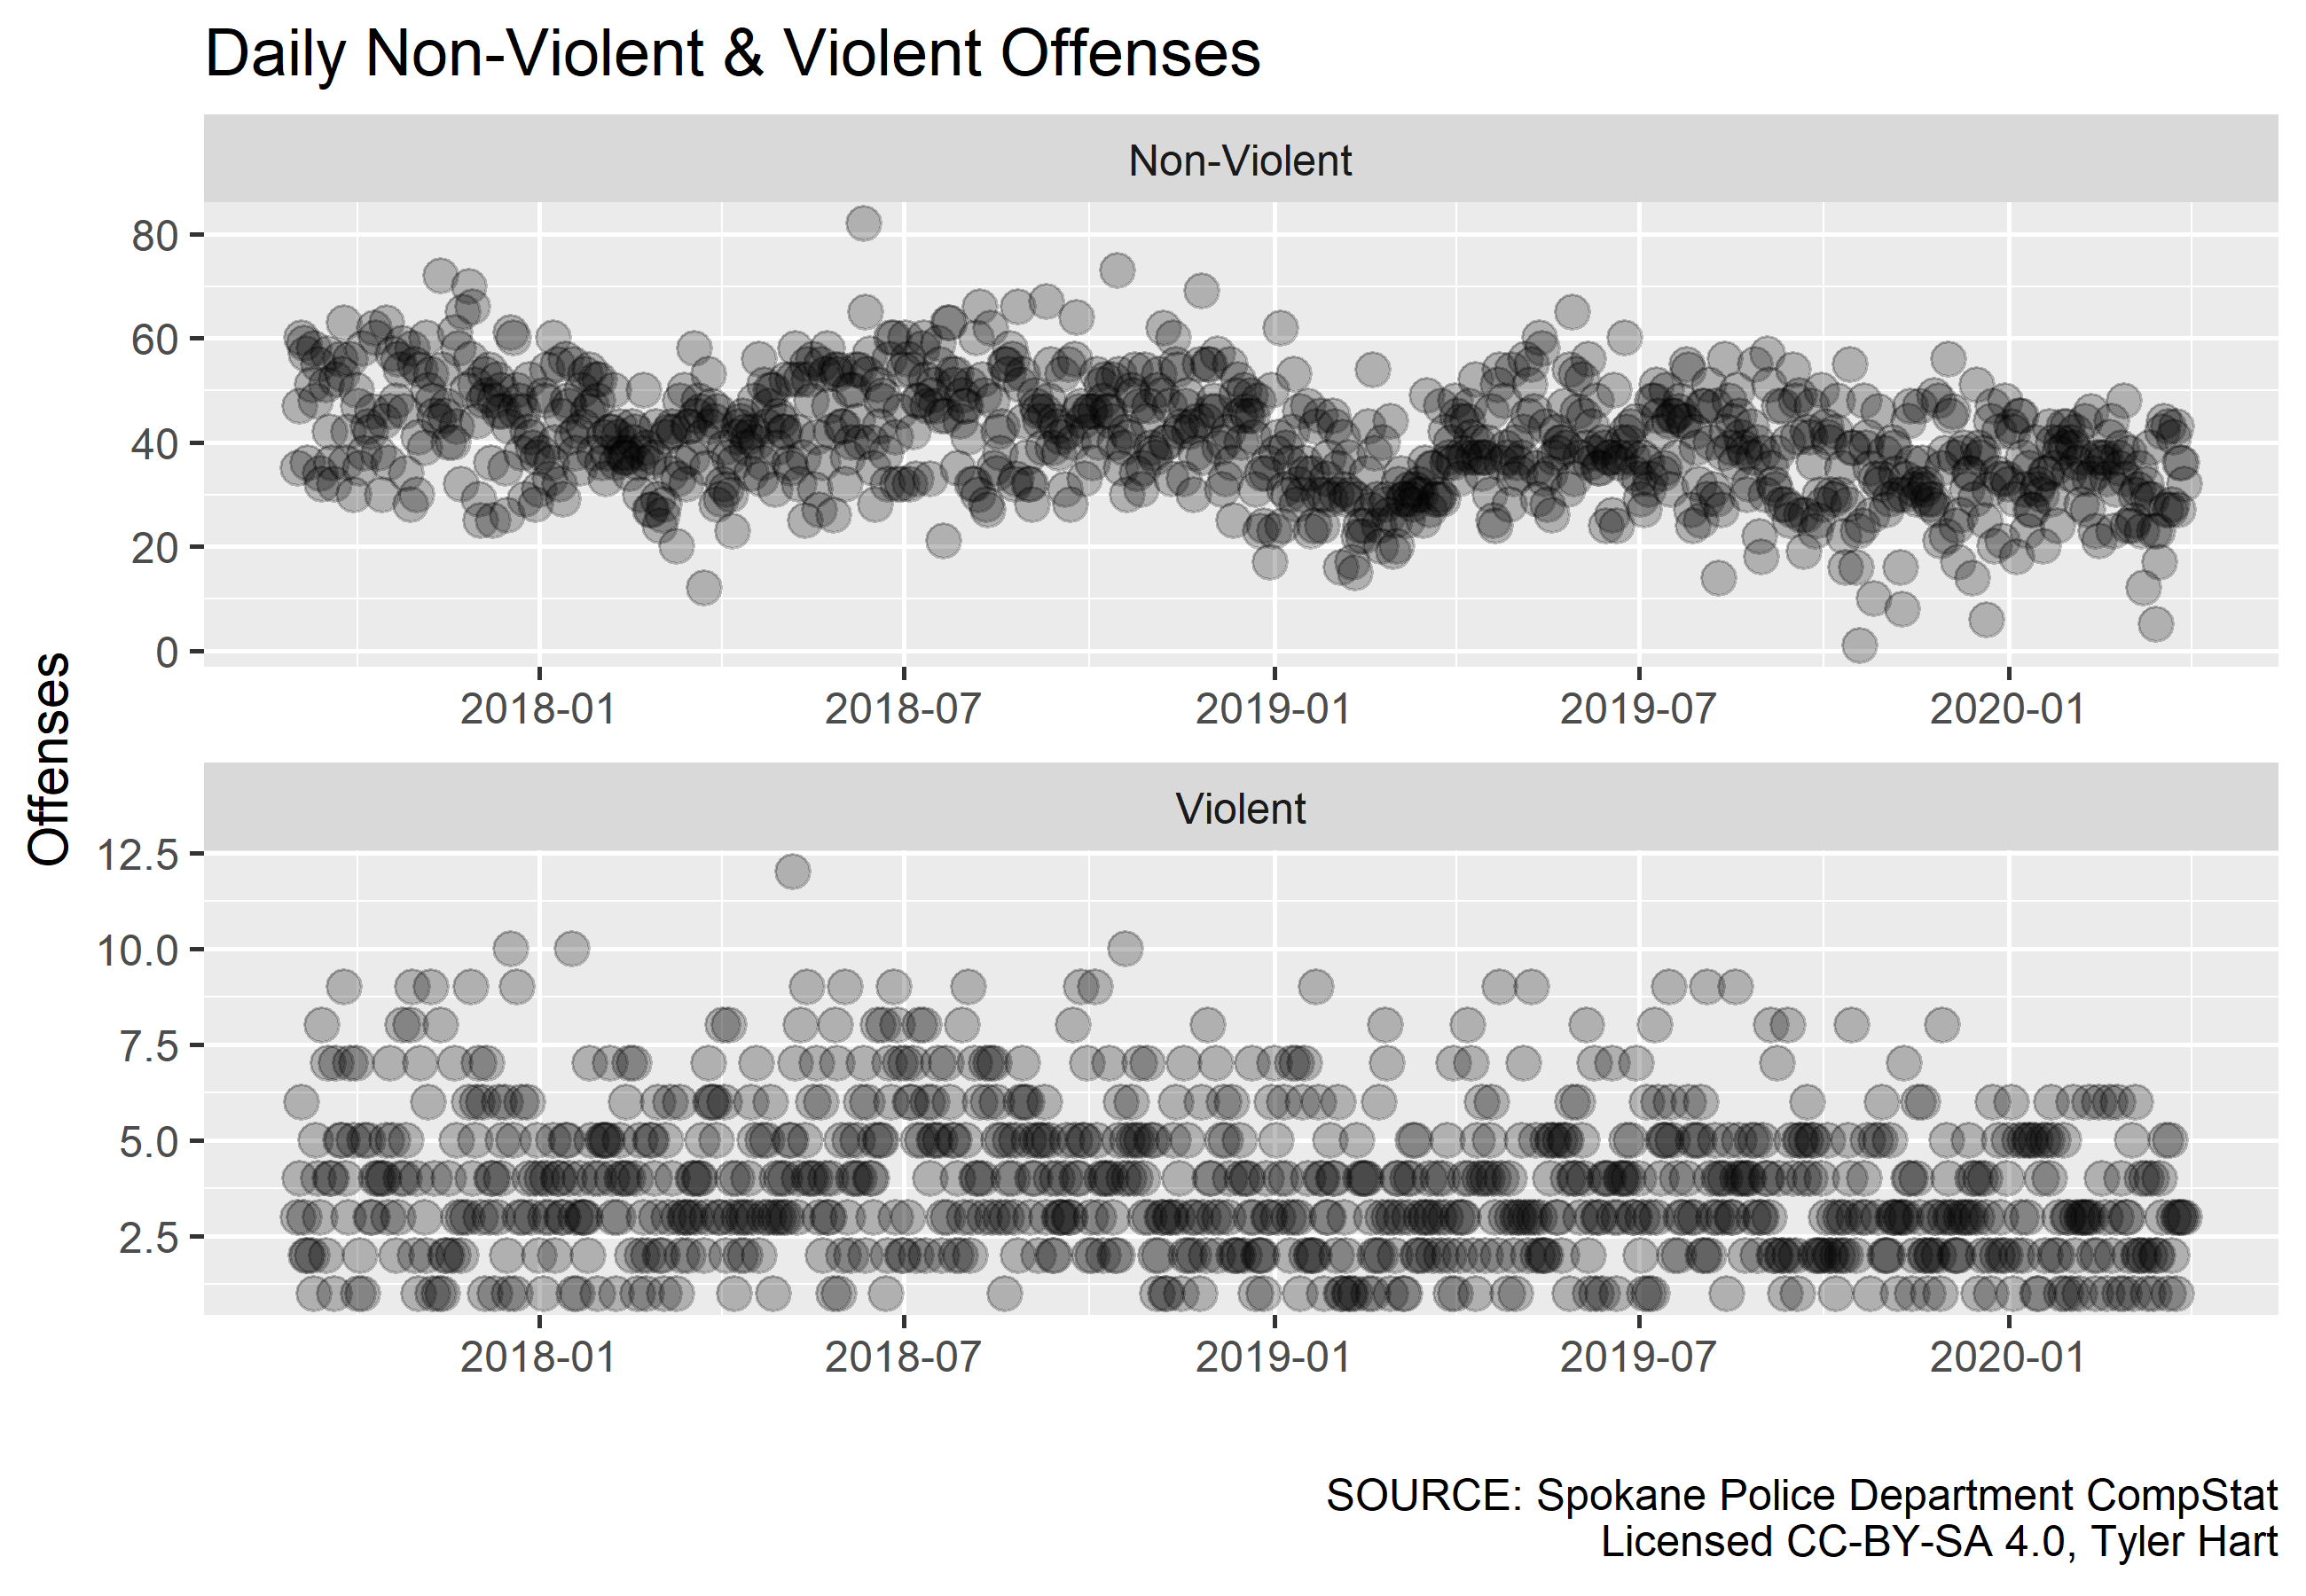 Daily Non-Violent & Violent Offenses
Non-Violent
80
60
40
20
0
2018-01 2018-07 2019-01 2019-07 2020-01
Offenses
Violent
12.5
10.0
7.5
5.0
2.5
2018-01 2018-07 2019-01 2019-07 2020-01
SOURCE: Spokane Police Department CompStat
Licensed CC-BY-SA 4.0, Tyler Hart